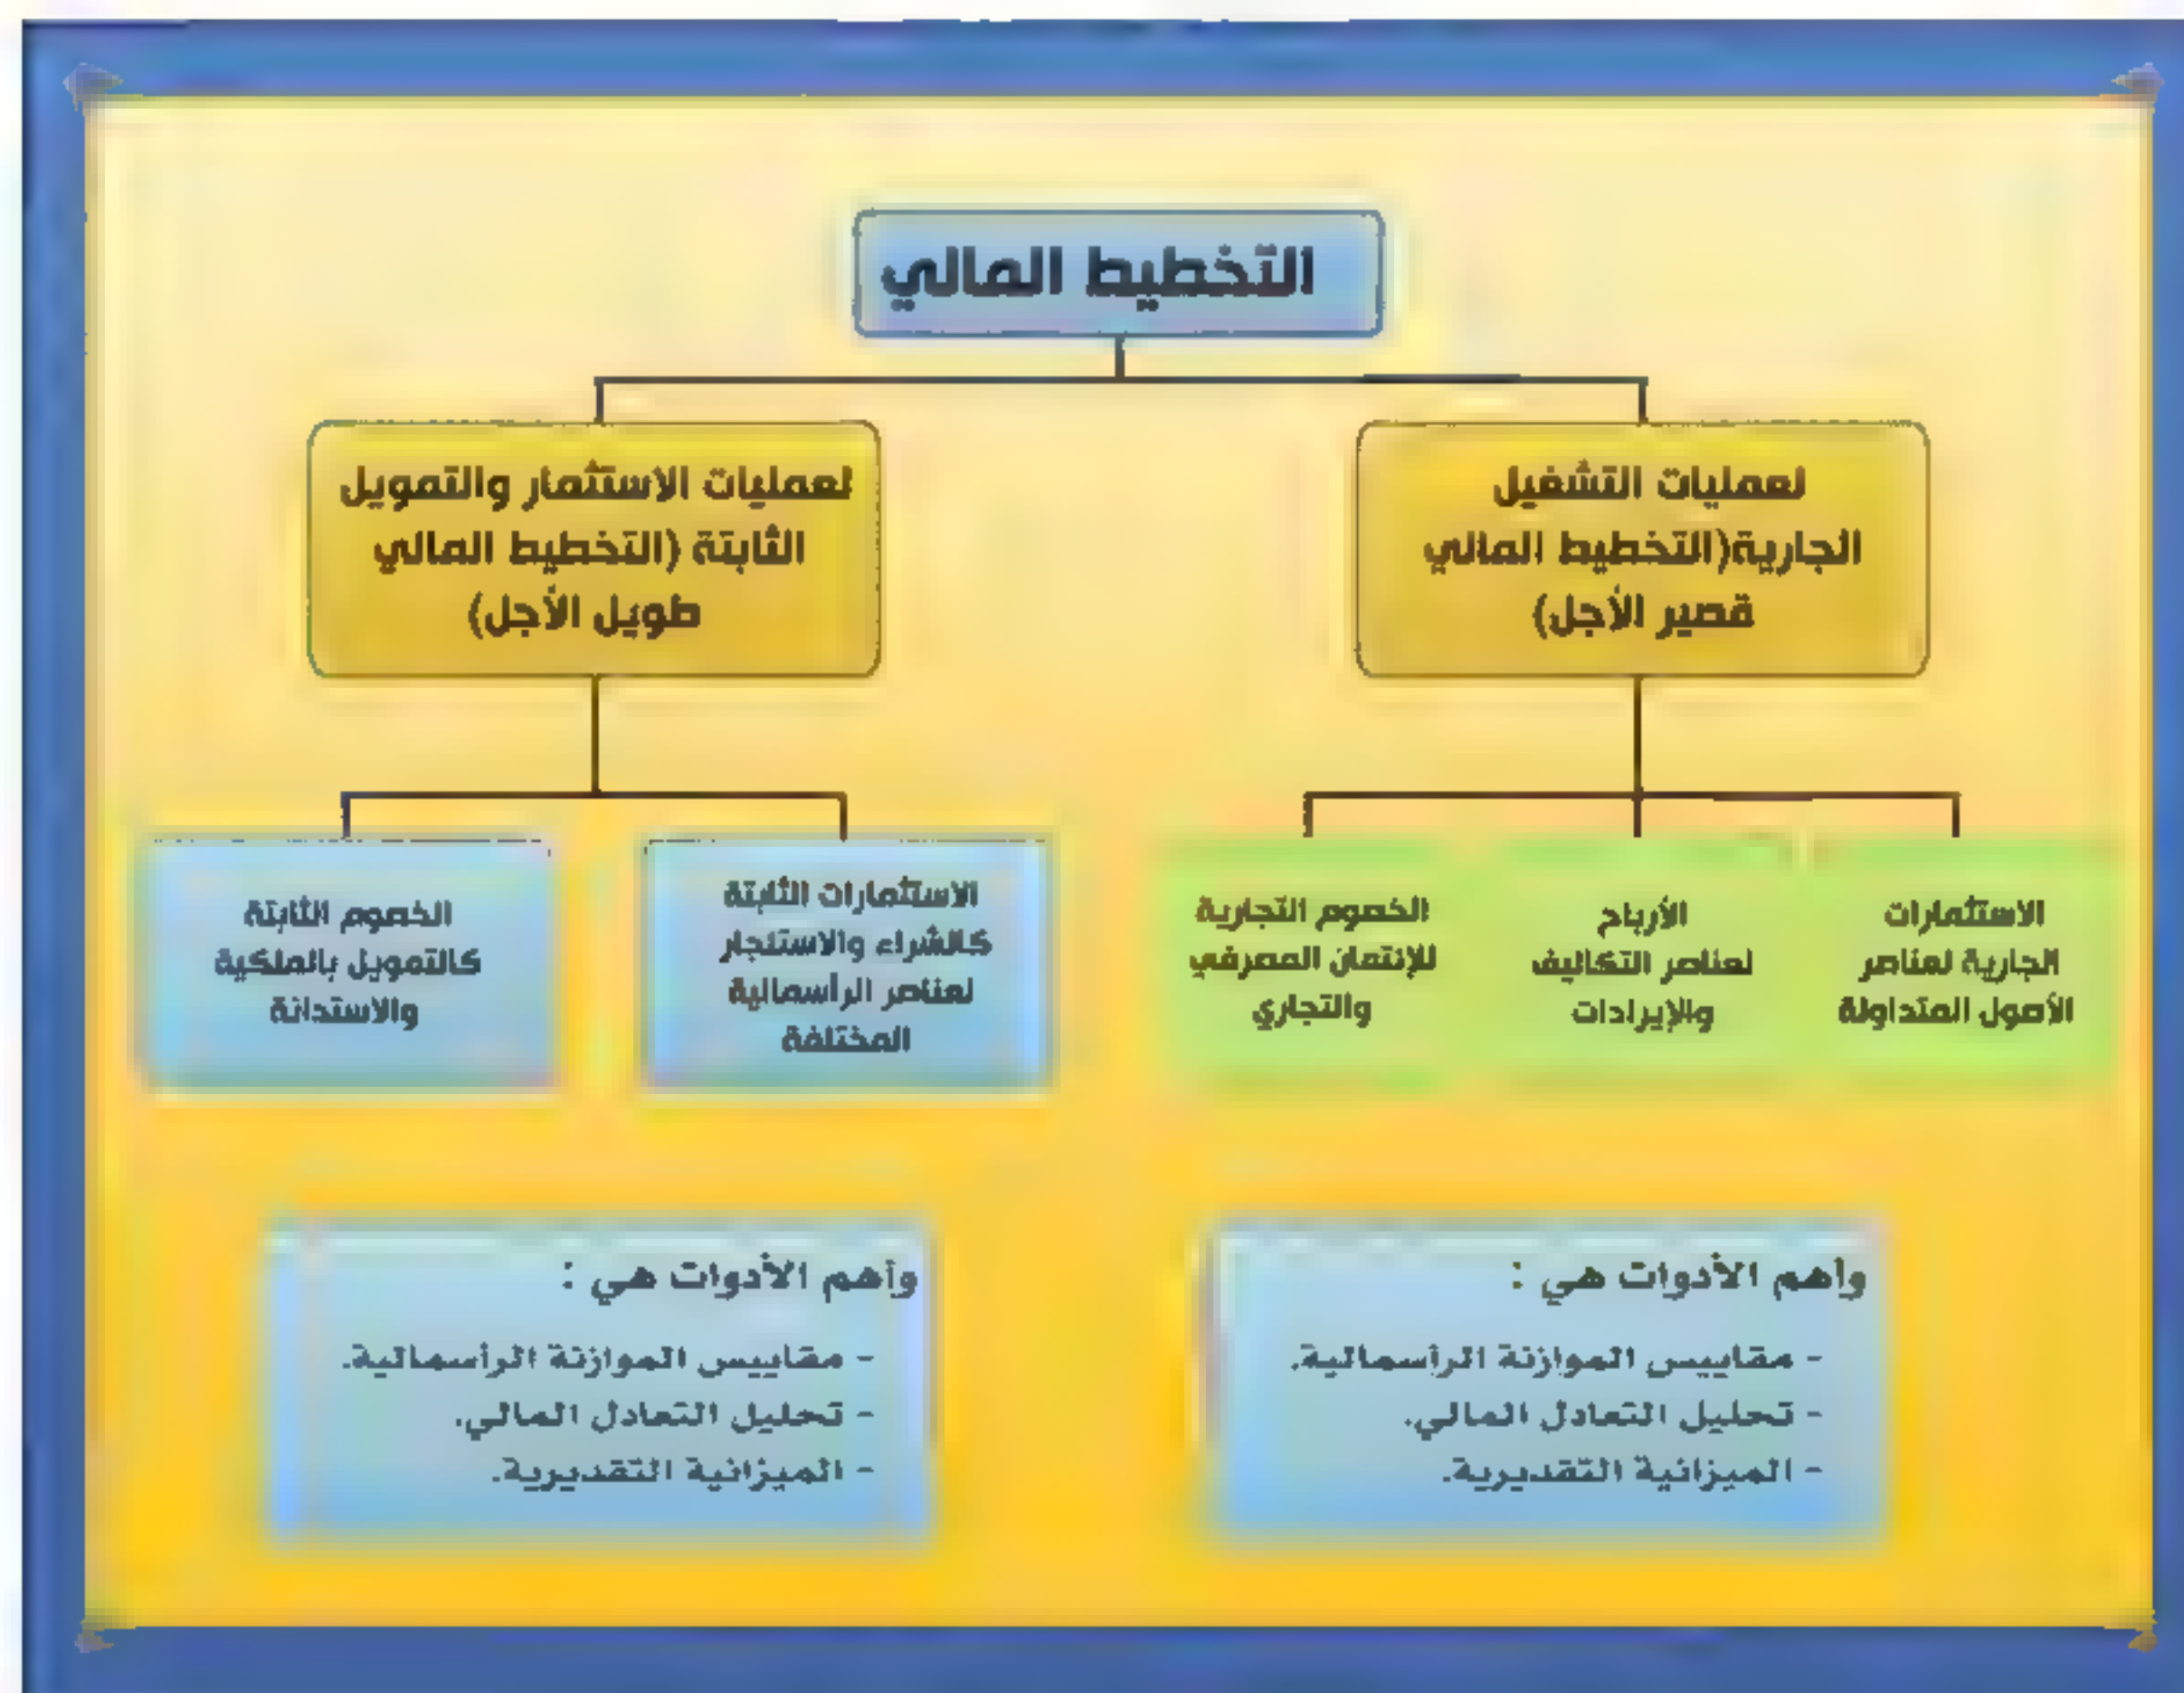 التخطيط المالي
لعمليات التشغيل
الجارية(التخطيط المالي
قصير الأجل)
لعمليات الاستثمار والتمويل
الثابتة (التخطيط المالي
طويل الأجل)
الاستثمارات
الجارية لعناصر
الأصول المتداولة
الأرباح
لعناصر التكاليف
والإيرادات
الخصوم التجارية
للإنتمان المصرفي
والتجاري
الاستثمارات الثابتة
كالشراء والاستئجار
لعناصر الرأسمالية
المختلفة
الخصوم الثابتة
كالتمويل بالملكية
والاستدانة
وأهم الأدوات هي :
- مقاييس الموازنة الرأسمالية.
- تحليل التعادل المالي.
- الميزانية التقديرية.
وأهم الأدوات هي :
- مقاييس الموازنة الرأسمالية.
- تحليل التعادل المالي.
- الميزانية التقديرية.